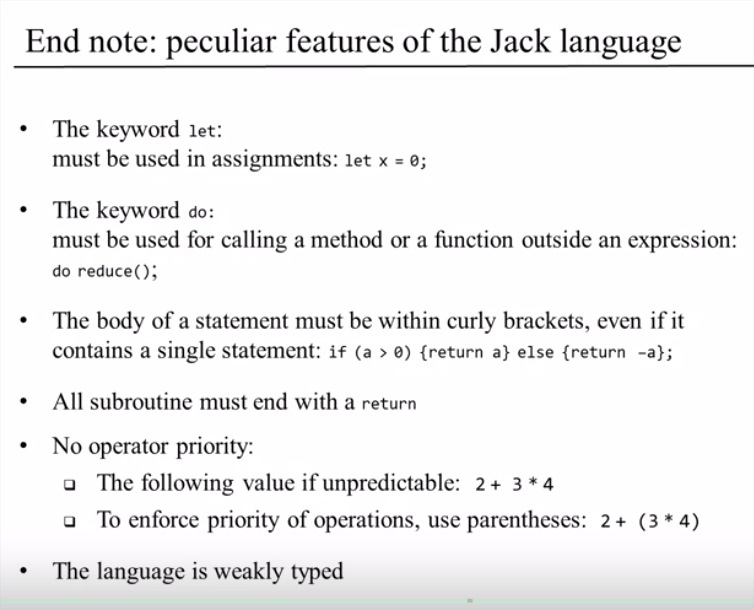 End note: peculiar features of the Jack language
• The keyword let:
must be used in assignments: let x = 0;
• The keyword do:
must be used for calling a method or a function outside an expression:
do reduce();
• The body of a statement must be within curly brackets, even if it
contains a single statement: if (a > 0) {return a} else {return -a};
• All subroutine must end with a return
• No operator priority:
❑ The following value if unpredictable: 2 + 3 * 4
❑ To enforce priority of operations, use parentheses: 2 + (3 * 4)
• The language is weakly typed